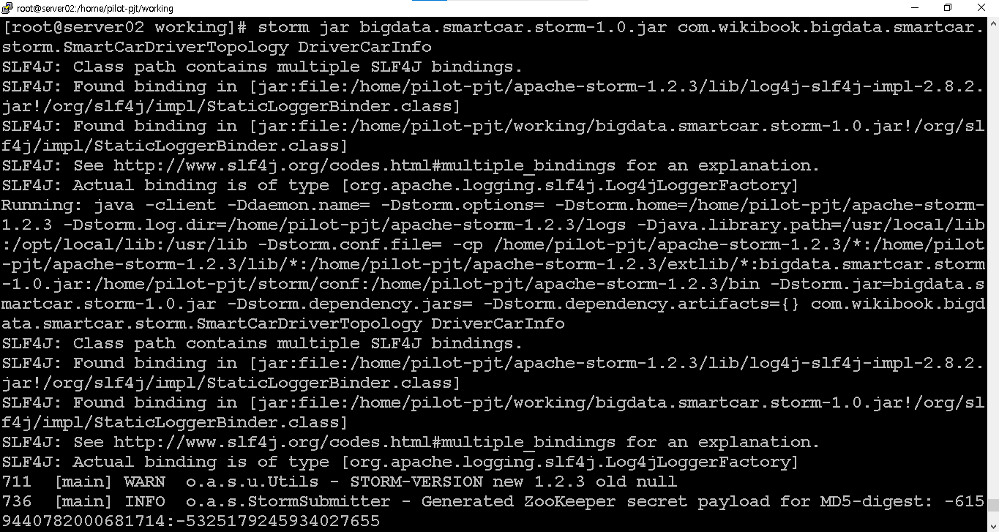 root@server02:/home/pilot-pjt/working
[root@server02 working]# storm jar bigdata.smartcar.storm-1.0.jar com.wikibook.bigdata.smartcar.
storm.SmartCarDriverTopology DriverCarInfo
SLF4J: Class path contains multiple SLF4J bindings.
SLF4J: Found binding in [jar:file:/home/pilot-pjt/apache-storm-1.2.3/lib/log4j-slf4j-impl-2.8.2.
jar!/org/slf4j/impl/StaticLoggerBinder.class]
SLF4J: Found binding in [jar:file:/home/pilot-pjt/working/bigdata.smartcar.storm-1.0.jar!/org/sl
f4j/impl/StaticLoggerBinder.class]
SLF4J: See http://www.slf4j.org/codes.html#multiple_bindings for an explanation.
SLF4J: Actual binding is of type [org.apache.logging.slf4j.Log4jLoggerFactory]
Running: java -client -Ddaemon.name= -Dstorm.options= -Dstorm.home=/home/pilot-pjt/apache-storm-
1.2.3 -Dstorm.log.dir=/home/pilot-pjt/apache-storm-1.2.3/logs -Djava.library.path=/usr/local/lib
:/opt/local/lib:/usr/lib -Dstorm.conf.file= -cp /home/pilot-pjt/apache-storm-1.2.3/*:/home/pilot
-pjt/apache-storm-1.2.3/lib/*:/home/pilot-pjt/apache-storm-1.2.3/extlib/*:bigdata.smartcar.storm
-1.0.jar:/home/pilot-pjt/storm/conf:/home/pilot-pjt/apache-storm-1.2.3/bin -Dstorm.jar=bigdata.s
martcar.storm-1.0.jar -Dstorm.dependency.jars= -Dstorm.dependency.artifacts={} com.wikibook.bigd
ata.smartcar.storm.SmartCarDriverTopology DriverCarInfo
SLF4J: Class path contains multiple SLF4J bindings.
SLF4J: Found binding in [jar:file:/home/pilot-pjt/apache-storm-1.2.3/lib/log4j-slf4j-impl-2.8.2.
jar!/org/slf4j/impl/StaticLoggerBinder.class]
SLF4J: Found binding in [jar:file:/home/pilot-pjt/working/bigdata.smartcar.storm-1.0.jar!/org/sl
f4j/impl/StaticLoggerBinder.class]
SLF4J: See http://www.slf4j.org/codes.html#multiple_bindings for an explanation.
SLF4J: Actual binding is of type [org.apache.logging.slf4j.Log4jLoggerFactory]
711  [main] WARN  o.a.s.u.Utils - STORM-VERSION new 1.2.3 old null
736  [main] INFO  o.a.s.StormSubmitter - Generated ZooKeeper secret payload for MD5-digest: -615
9440782000681714:-5325179245934027655